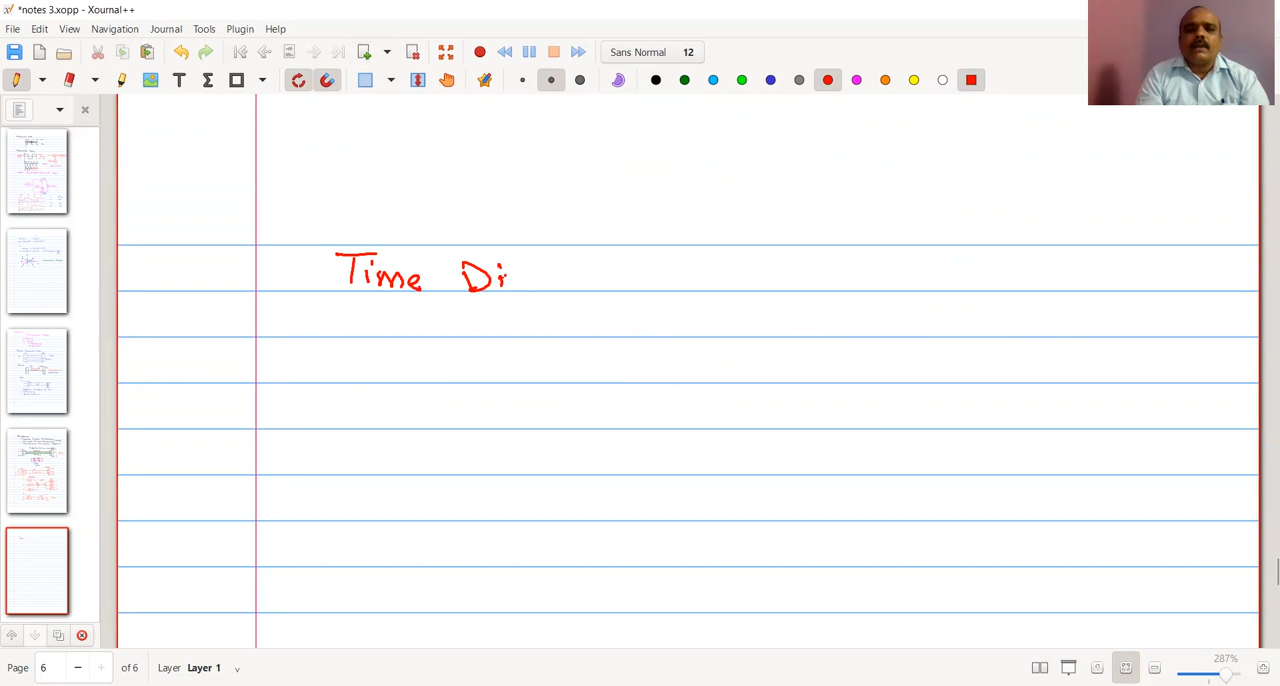 *notes 3.xopp - Xournal++
File Edit View Navigation Journal Tools Plugin Help
Sans Normal 12
Time Di
Page 6 of 6 Layer Layer 1
287%